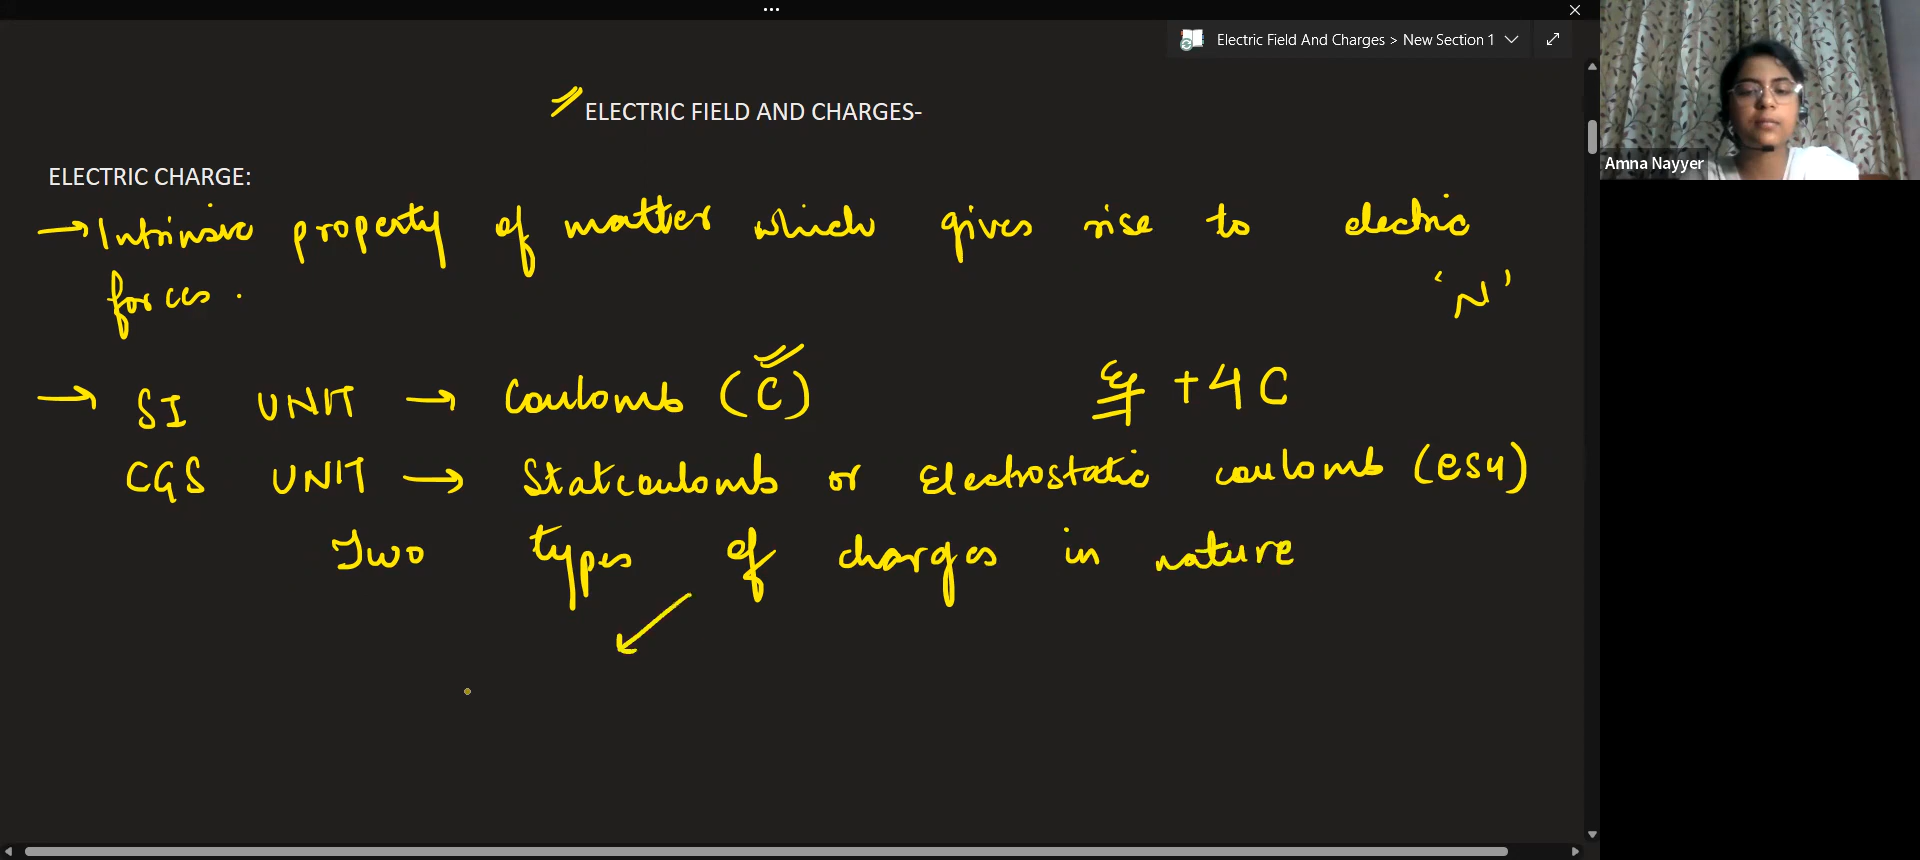 Electric Field And Charges > New Section 1
ELECTRIC FIELD AND CHARGES-
Amna Nayyer
ELECTRIC CHARGE:
→ Intrinsic property of matter which gives rise to electric
forces.
'N'
→ SI UNIT → Coulomb (C)
+4C
CGS UNIT → Statcoulomb or Electrostatic coulomb (esu)
Two types of charges in nature